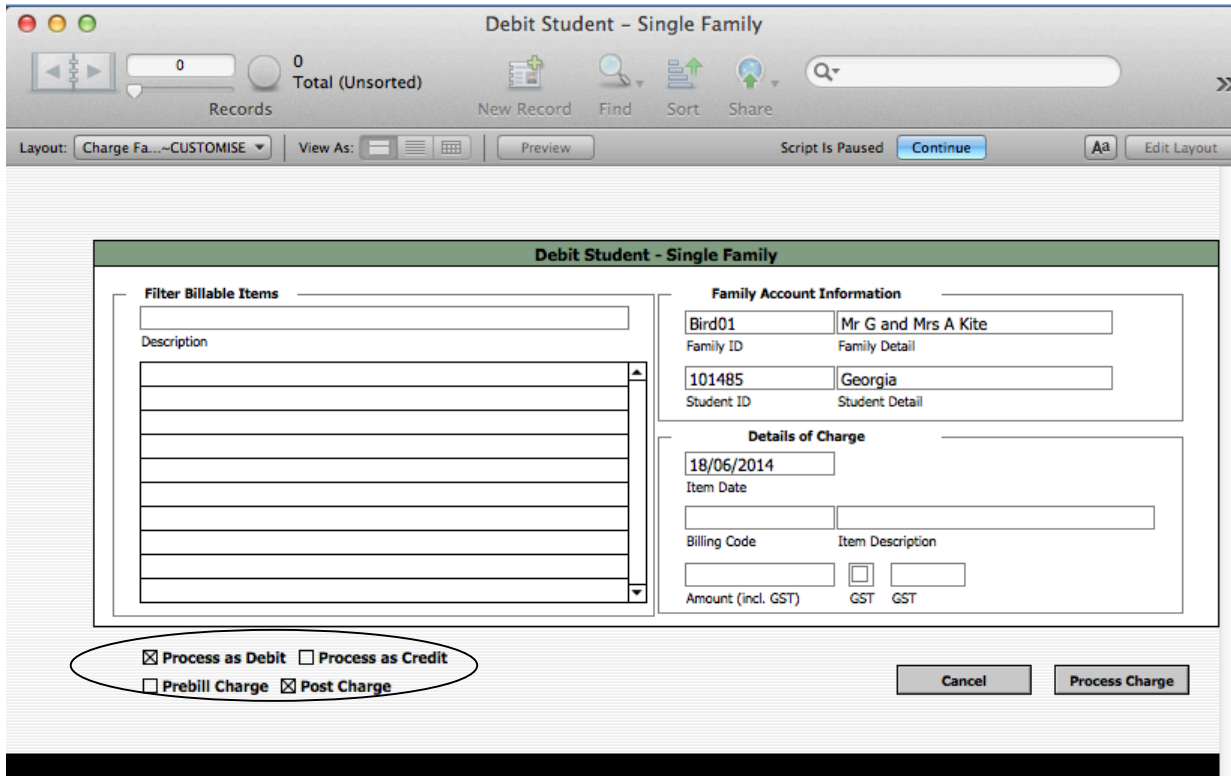 Debit Student – Single Family
0
0
Total (Unsorted)
Records
New Record
Find
Sort
Share
Layout:
Charge Fa...~CUSTOMISE
View As:
Preview
Script Is Paused
Continue
Aa
Edit Layout
Debit Student - Single Family
Filter Billable Items
Description
Family Account Information
Bird01
Mr G and Mrs A Kite
Family ID
Family Detail
101485
Georgia
Student ID
Student Detail
Details of Charge
18/06/2014
Item Date
Billing Code
Item Description
Amount (incl. GST)
GST
GST
Process as Debit
Process as Credit
Prebill Charge
Post Charge
Cancel
Process Charge